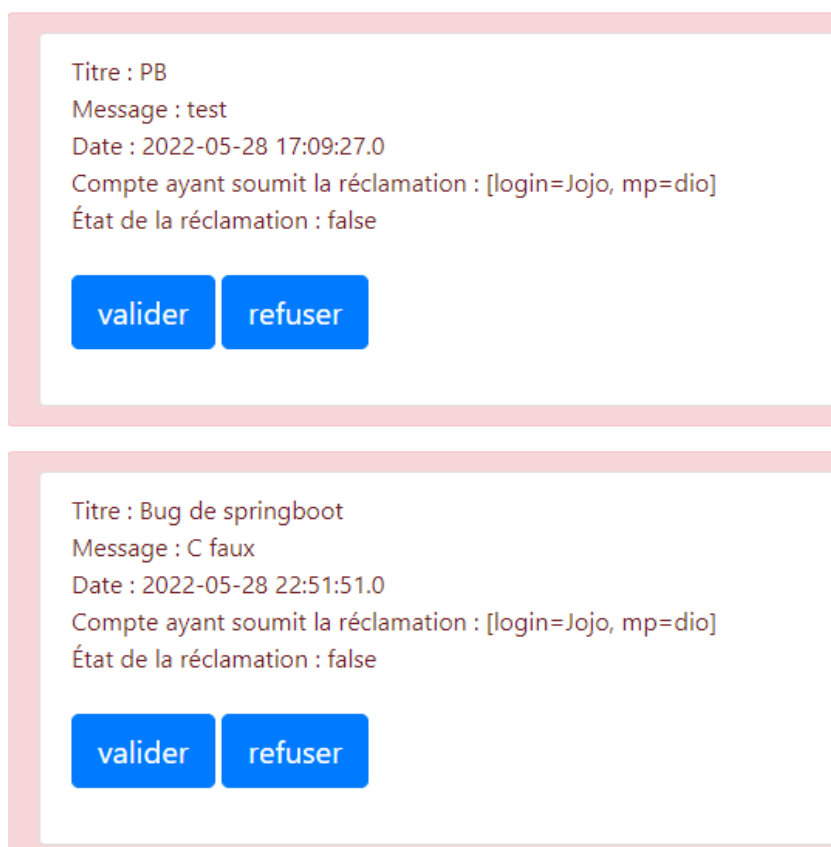 Titre : PB
Message : test
Date : 2022-05-28 17:09:27.0
Compte ayant soumit la réclamation : [login=Jojo, mp=dio]
État de la réclamation : false
valider refuser
Titre : Bug de springboot
Message : C faux
Date : 2022-05-28 22:51:51.0
Compte ayant soumit la réclamation : [login=Jojo, mp=dio]
État de la réclamation : false
valider refuser